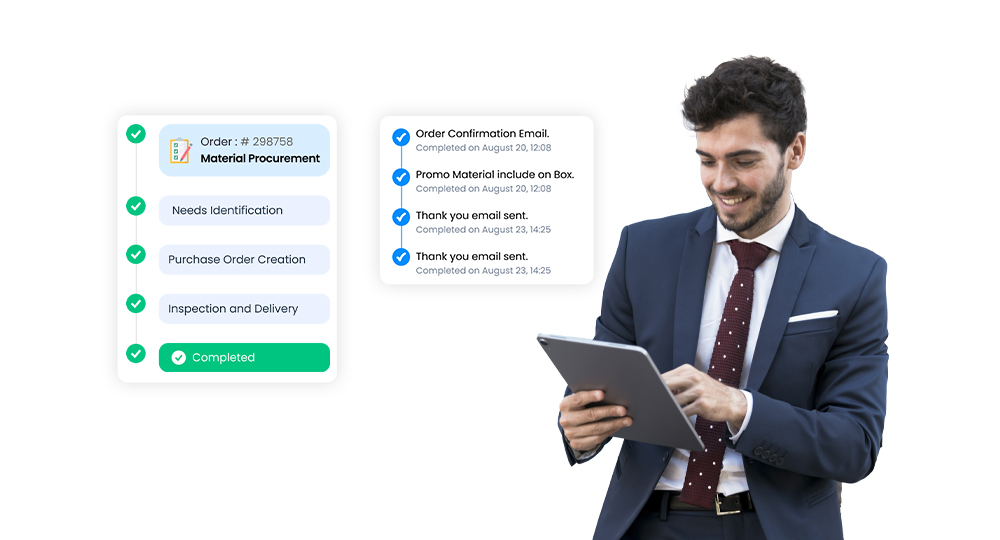 Order : # 298758
Material Procurement
Needs Identification
Purchase Order Creation
Inspection and Delivery
Completed
Order Confirmation Email.
Completed on August 20, 12:08
Promo Material include on Box.
Completed on August 20, 12:08
Thank you email sent.
Completed on August 23, 14:25
Thank you email sent.
Completed on August 23, 14:25